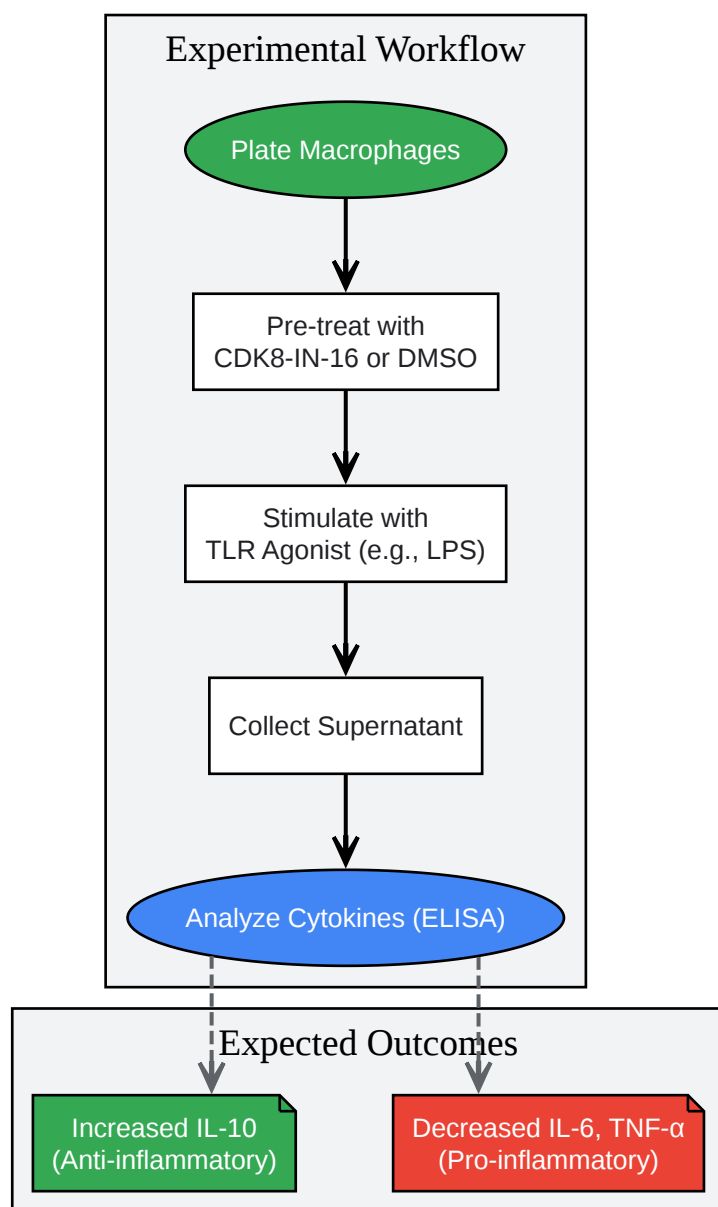 Experimental Workflow
Plate Macrophages
Pre-treat with
CDK8-IN-16 or DMSO
Stimulate with
TLR Agonist (e.g., LPS)
Collect Supernatant
Analyze Cytokines (ELISA)
Expected Outcomes
Increased IL-10
(Anti-inflammatory)
Decreased IL-6, TNF-α
(Pro-inflammatory)